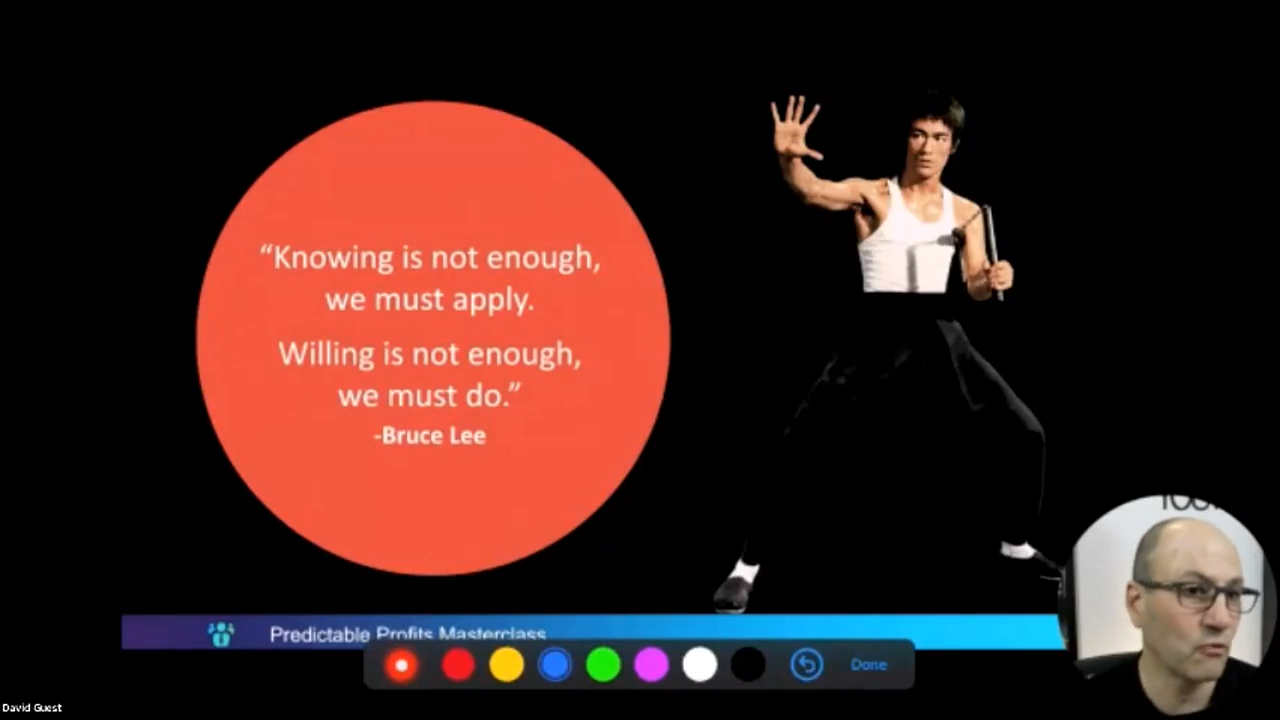 “Knowing is not enough,
we must apply.
Willing is not enough,
we must do.”
-Bruce Lee
Predictable Profits Masterclass
Done
David Guest